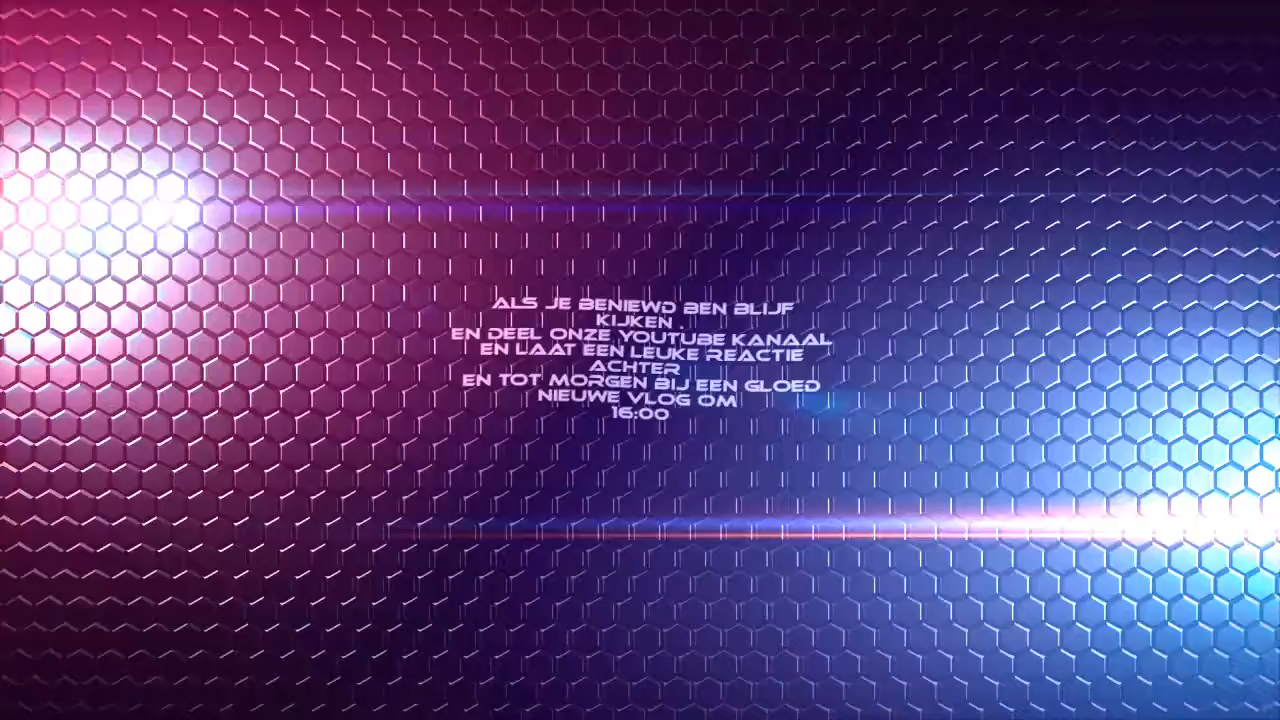 ALS JE BENIEWD BEN BLIJF
KIJKEN .
EN DEEL ONZE YOUTUBE KANAAL
EN LAAT EEN LEUKE REACTIE
ACHTER
EN TOT MORGEN BIJ EEN GLOED
NIEUWE VLOG OM
16:00